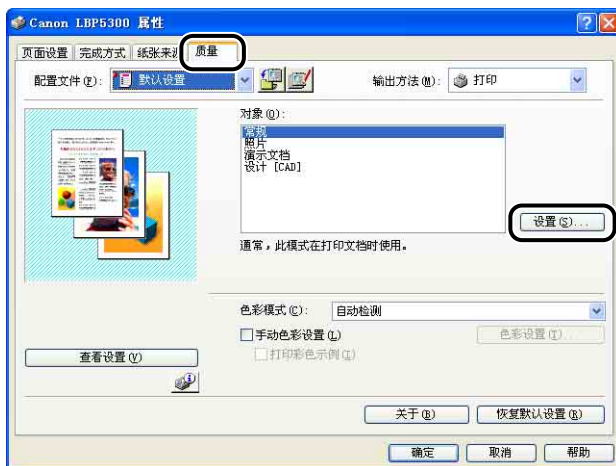 Canon LBP5300 属性
页面设置 完成方式 纸张来源 质量
配置文件(F): 默认设置 输出方法(M): 打印
对象(O):
常规
照片
演示文档
设计 [CAD]
设置(S)...
通常，此模式在打印文档时使用。
色彩模式(C): 自动检测
手动色彩设置(L) 色彩设置(T)...
打印彩色示例(I)
查看设置(V)
关于(B) 恢复默认设置(R)
确定 取消 帮助